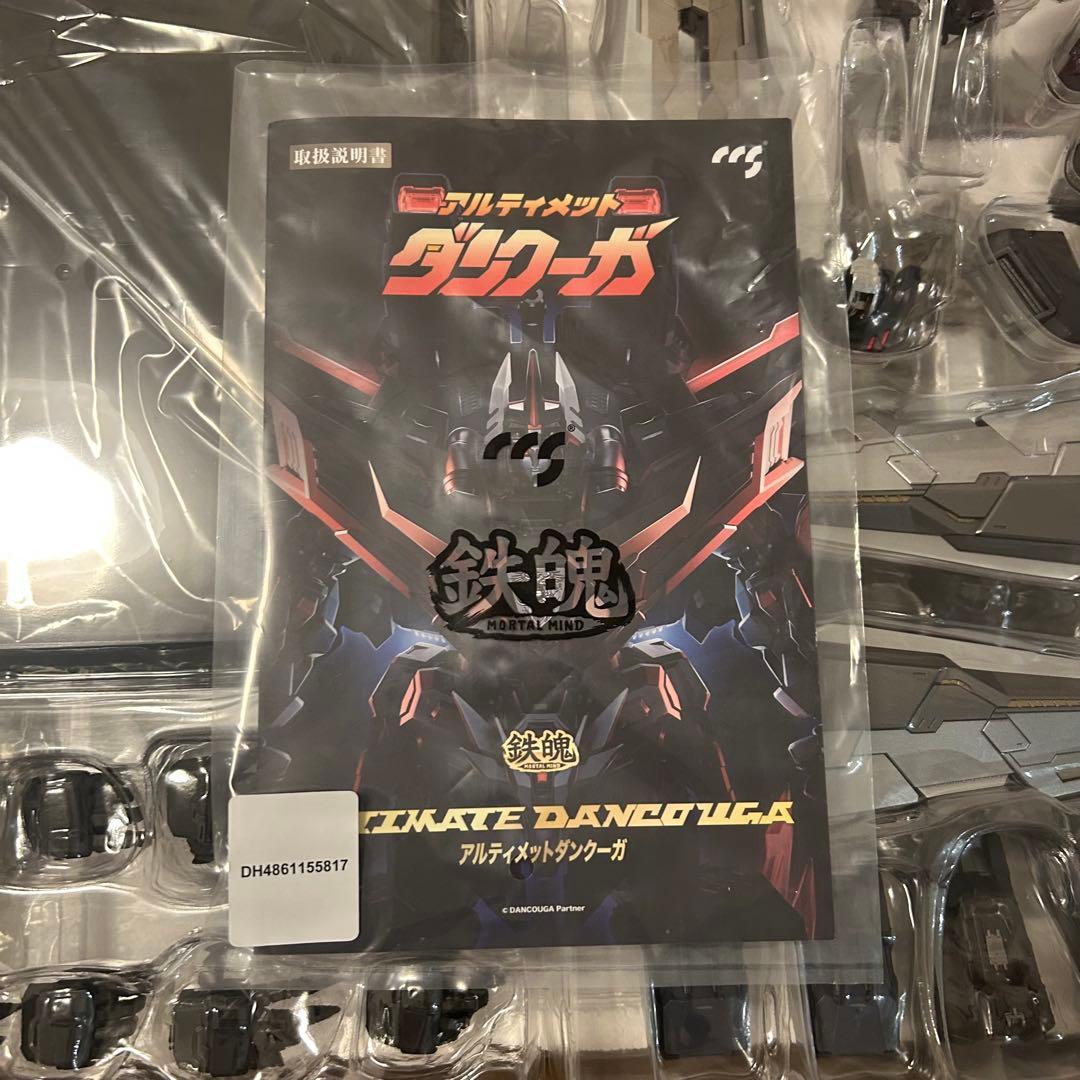 取扱説明書
ccs
アルティメット
ダンクーガ
ccs
鉄魄
MORTAL MIND
鉄魄
MORTAL MIND
TIMATE DANCOUGA
アルティメットダンクーガ
DH4861155817
© DANCOUGA Partner